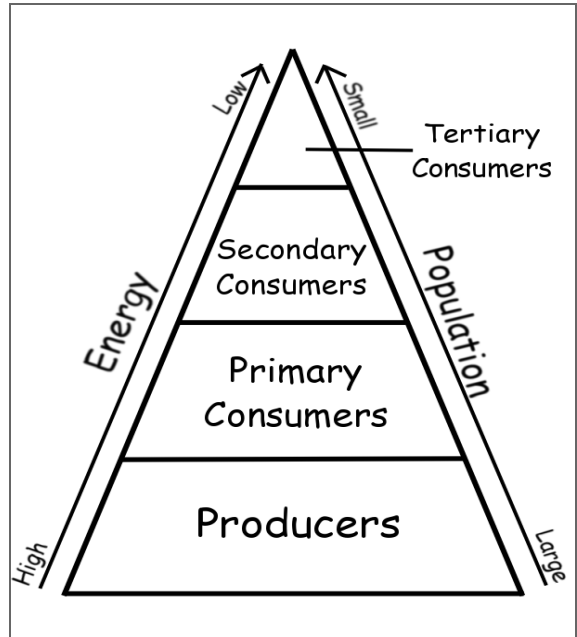 Low
Small
Tertiary
Consumers
Secondary
Consumers
Energy
Population
Primary
Consumers
Producers
High
Large